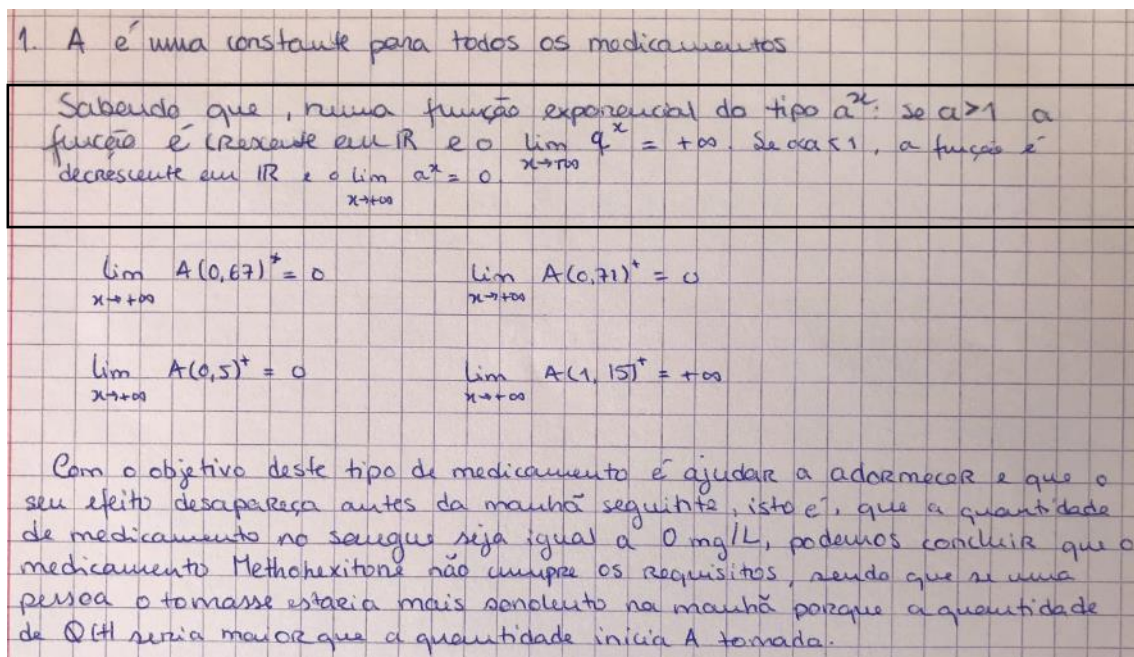 1. A é uma constante para todos os medicamentos
Sabendo que, numa função exponencial do tipo aˣ: se a>1 a
função é crescente em ℝ e o lim qˣ = +∞. Se 0<a<1, a função é
x→+∞
decrescente em ℝ e o lim aˣ = 0
x→+∞
lim A(0,67)ᵗ = 0 lim A(0,71)ᵗ = 0
x→+∞ x→+∞
lim A(0,5)ᵗ = 0 lim A(1,15)ᵗ = +∞
x→+∞ x→+∞
Com o objetivo deste tipo de medicamento é ajudar a adormecer e que o
seu efeito desapareça antes da manhã seguinte, isto é, que a quantidade
de medicamento no sangue seja igual a 0 mg/L, podemos concluir que o
medicamento Methohexitone não cumpre os requisitos, sendo que se uma
pessoa o tomasse estaria mais sonolento na manhã porque a quantidade
de Q(t) seria maior que a quantidade inicia A tomada.